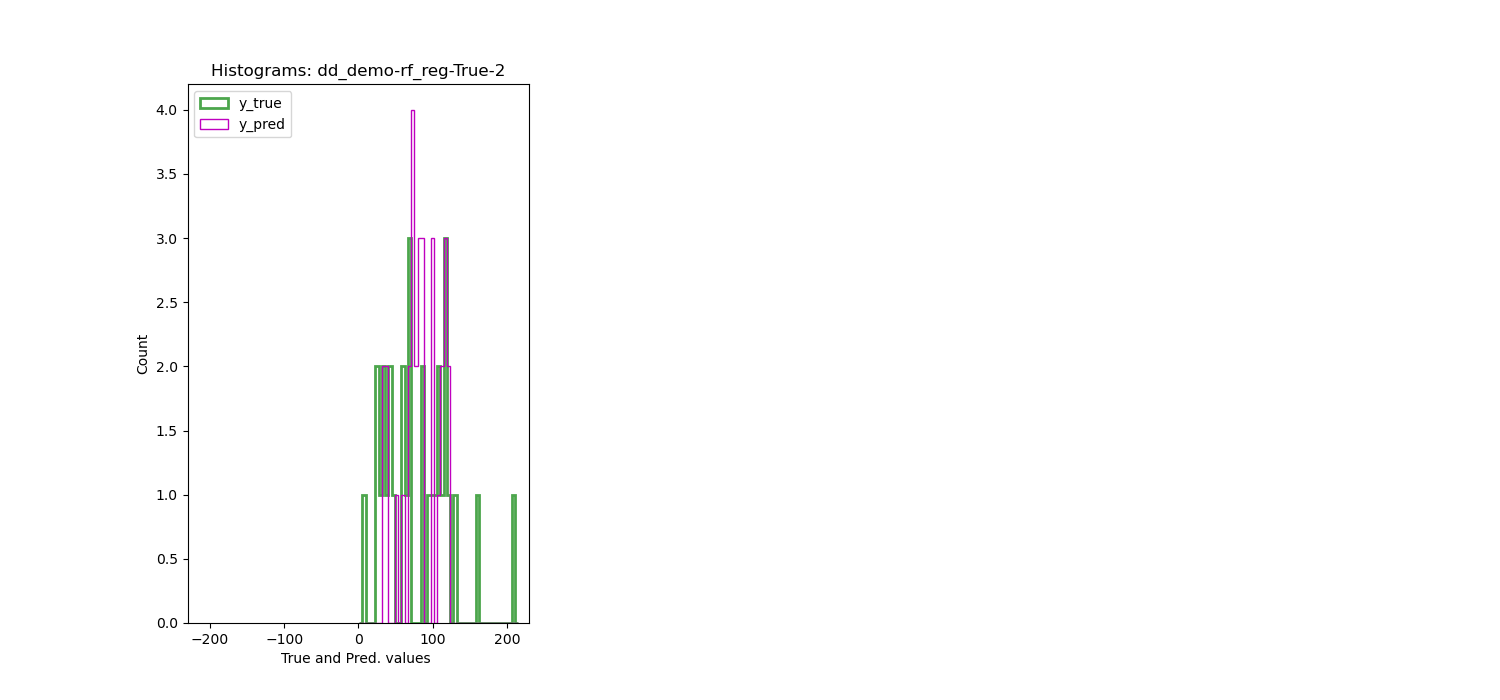 Histograms: dd_demo-rf_reg-True-2
y_true
y_pred
4.0
3.5
3.0
2.5
2.0
1.5
1.0
0.5
0.0
Count
−200 −100 0 100 200
True and Pred. values